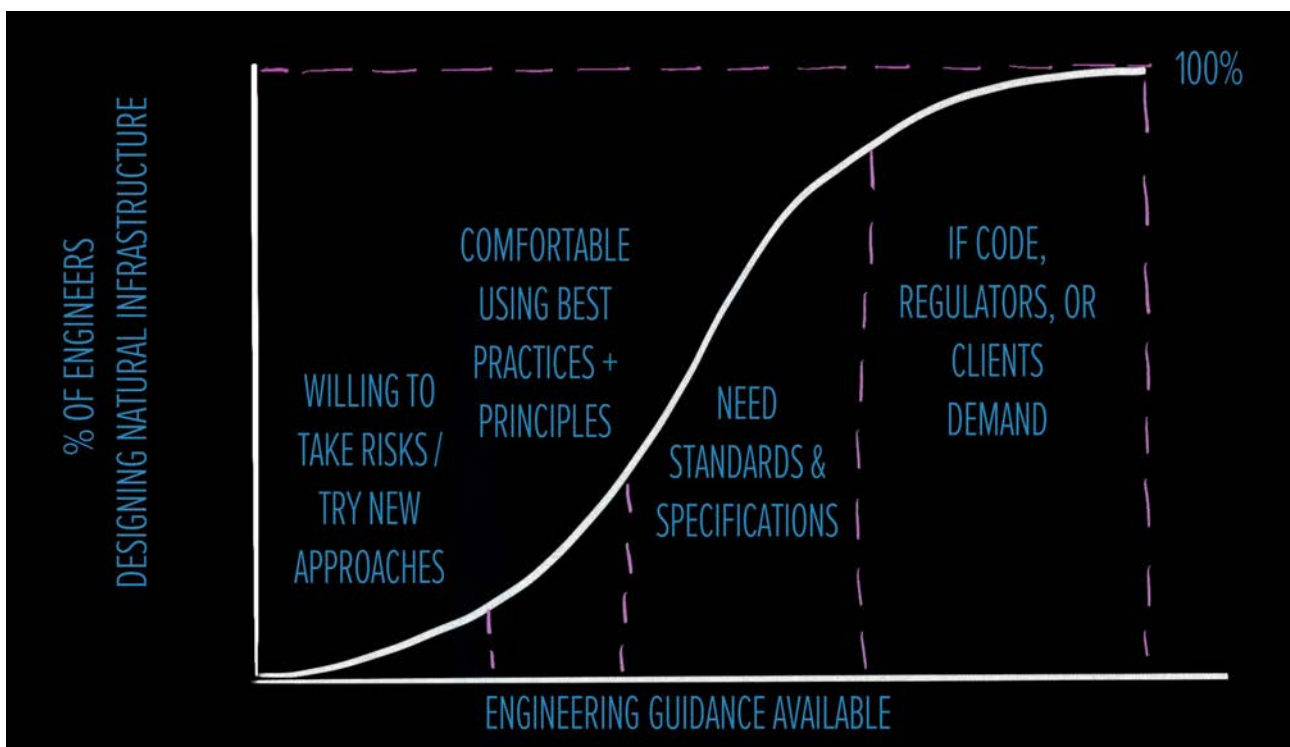 % OF ENGINEERS
DESIGNING NATURAL INFRASTRUCTURE
100%
WILLING TO
TAKE RISKS /
TRY NEW
APPROACHES
COMFORTABLE
USING BEST
PRACTICES +
PRINCIPLES
NEED
STANDARDS &
SPECIFICATIONS
IF CODE,
REGULATORS, OR
CLIENTS
DEMAND
ENGINEERING GUIDANCE AVAILABLE